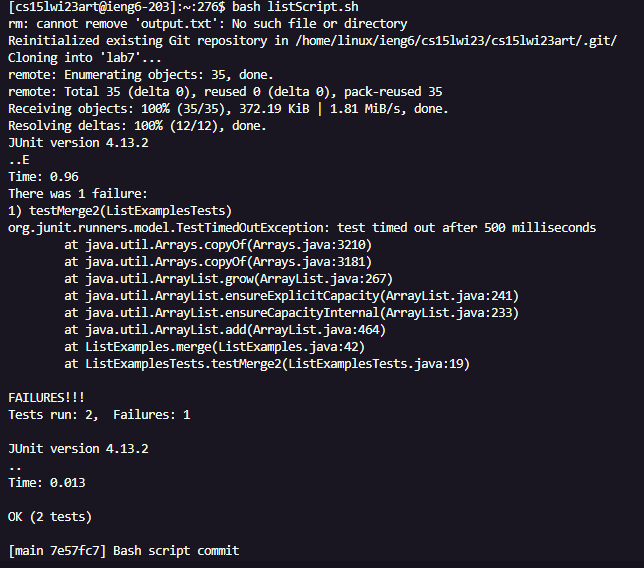 [cs15lwi23art@ieng6-203]:~:276$ bash listScript.sh
rm: cannot remove 'output.txt': No such file or directory
Reinitialized existing Git repository in /home/linux/ieng6/cs15lwi23/cs15lwi23art/.git/
Cloning into 'lab7'...
remote: Enumerating objects: 35, done.
remote: Total 35 (delta 0), reused 0 (delta 0), pack-reused 35
Receiving objects: 100% (35/35), 372.19 KiB | 1.81 MiB/s, done.
Resolving deltas: 100% (12/12), done.
JUnit version 4.13.2
..E
Time: 0.96
There was 1 failure:
1) testMerge2(ListExamplesTests)
org.junit.runners.model.TestTimedOutException: test timed out after 500 milliseconds
        at java.util.Arrays.copyOf(Arrays.java:3210)
        at java.util.Arrays.copyOf(Arrays.java:3181)
        at java.util.ArrayList.grow(ArrayList.java:267)
        at java.util.ArrayList.ensureExplicitCapacity(ArrayList.java:241)
        at java.util.ArrayList.ensureCapacityInternal(ArrayList.java:233)
        at java.util.ArrayList.add(ArrayList.java:464)
        at ListExamples.merge(ListExamples.java:42)
        at ListExamplesTests.testMerge2(ListExamplesTests.java:19)

FAILURES!!!
Tests run: 2,  Failures: 1

JUnit version 4.13.2
..
Time: 0.013

OK (2 tests)

[main 7e57fc7] Bash script commit